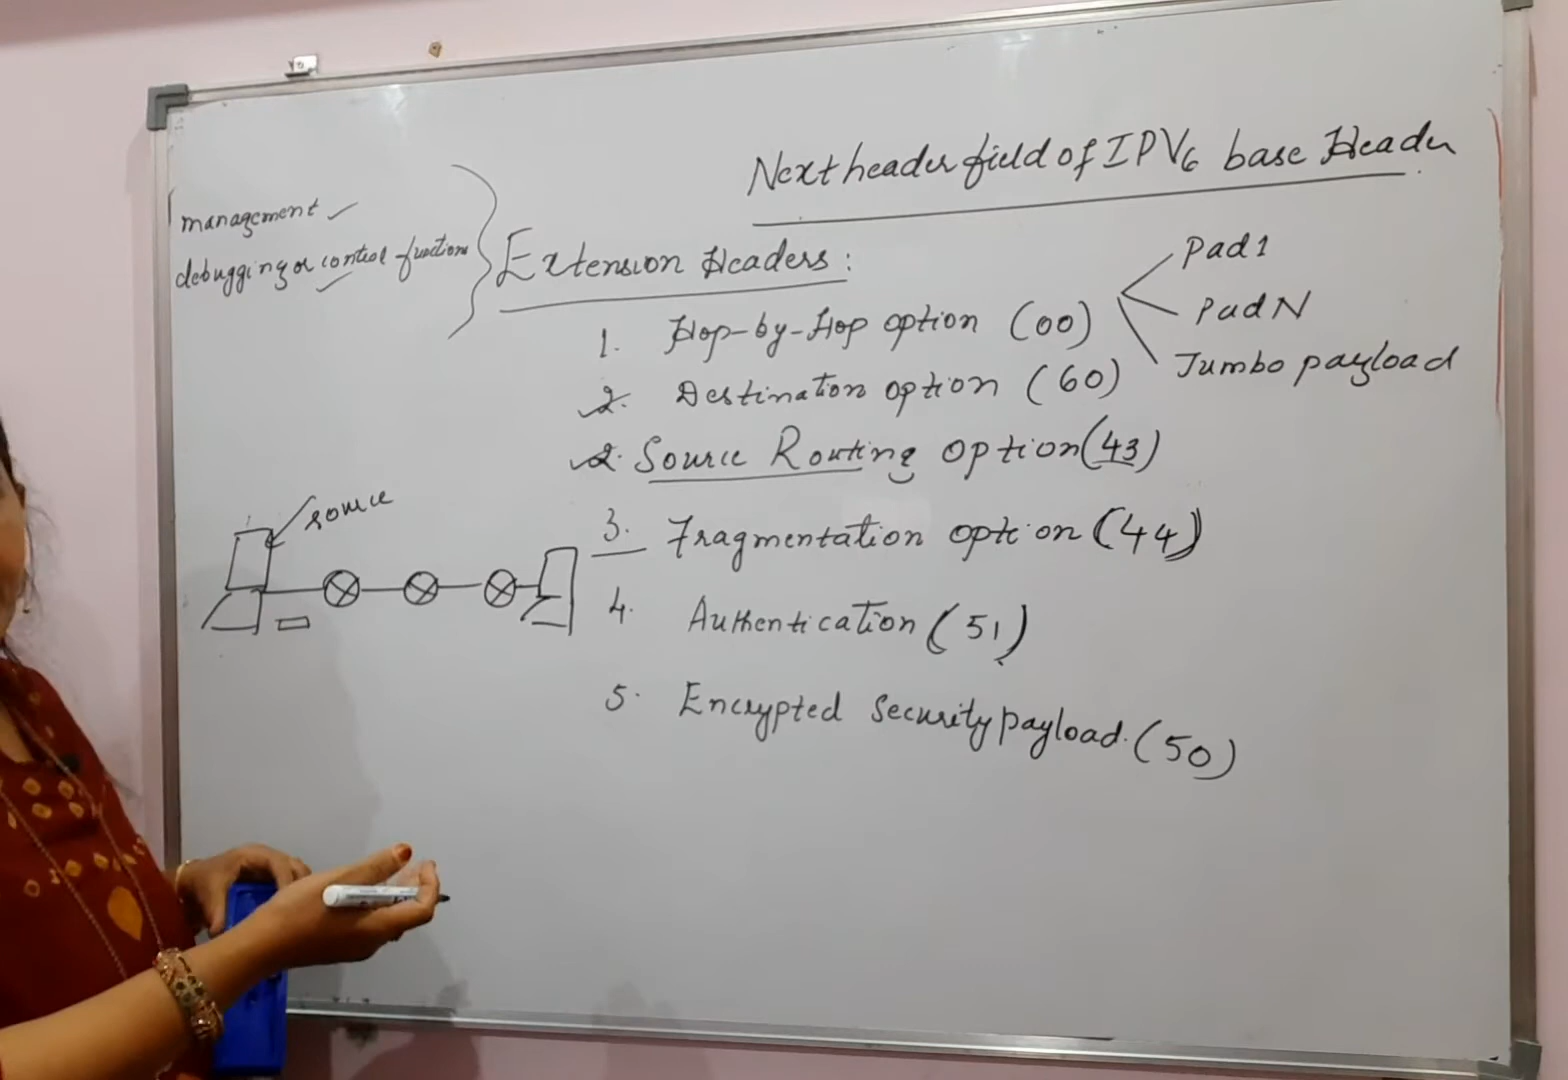 Next header field of IPV6 base Header
management
debugging or control functions
Extension Headers:
1. Hop-by-Hop option (00)
Pad1
PadN
Jumbo payload
2. Destination option (60)
2. Source Routing option (43)
3. Fragmentation option (44)
4. Authentication (51)
5. Encrypted Security payload. (50)
source